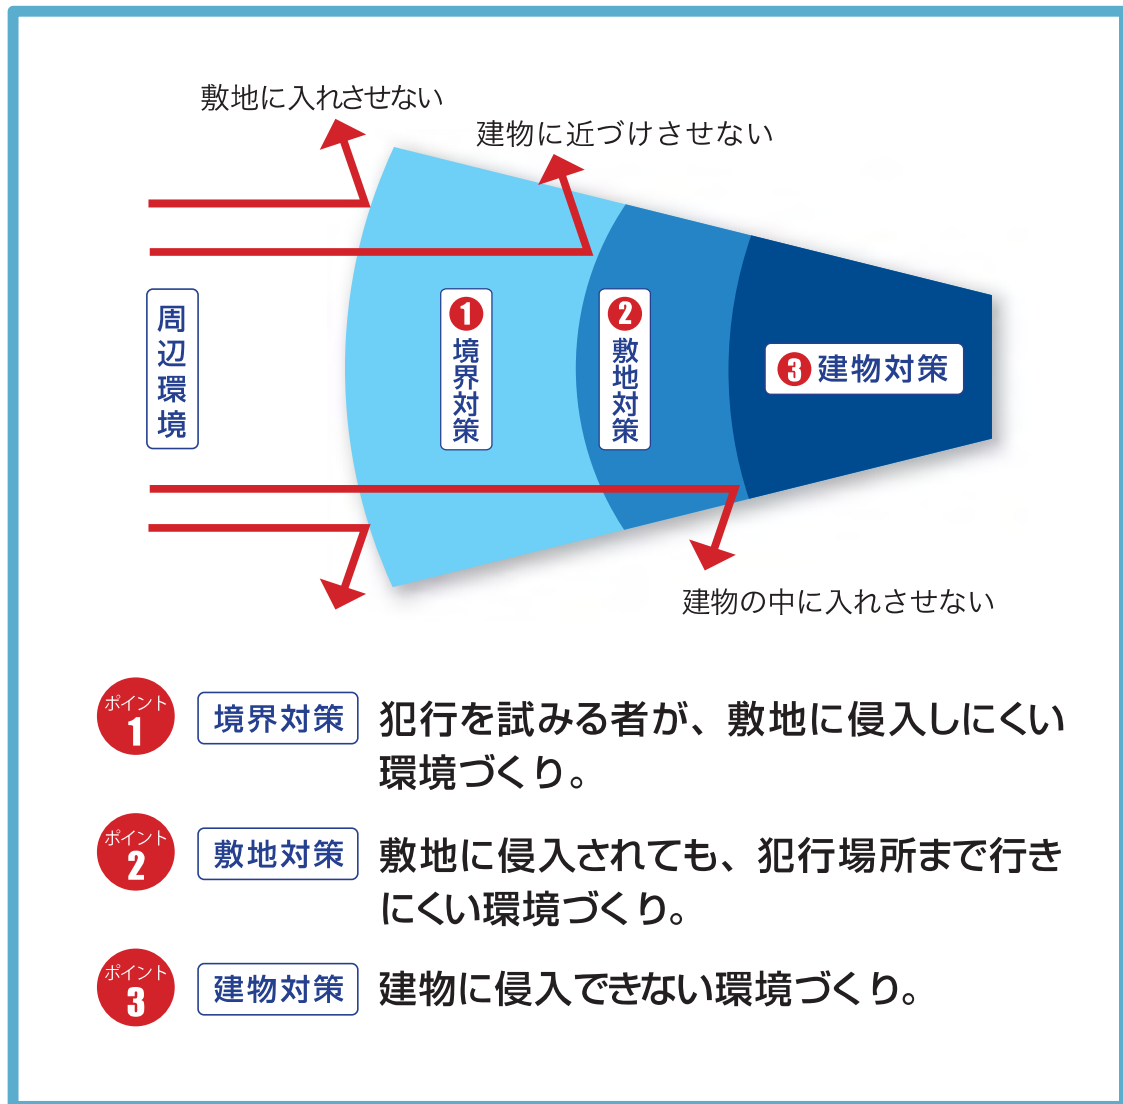 敷地に入れさせない
建物に近づけさせない
周辺環境
1 境界対策
2 敷地対策
3 建物対策
建物の中に入れさせない
ポイント 1 境界対策 犯行を試みる者が、敷地に侵入しにくい
環境づくり。
ポイント 2 敷地対策 敷地に侵入されても、犯行場所まで行き
にくい環境づくり。
ポイント 3 建物対策 建物に侵入できない環境づくり。